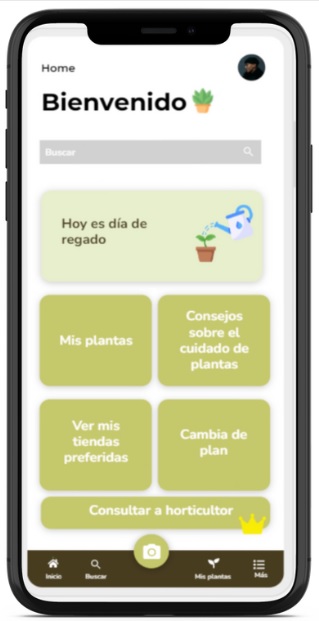 Home
Bienvenido
Buscar
Hoy es día de
regado
Mis plantas
Consejos
sobre el
cuidado de
plantas
Ver mis
tiendas
preferidas
Cambia de
plan
Consultar a horticultor
Inicio
Buscar
Mis plantas
Más